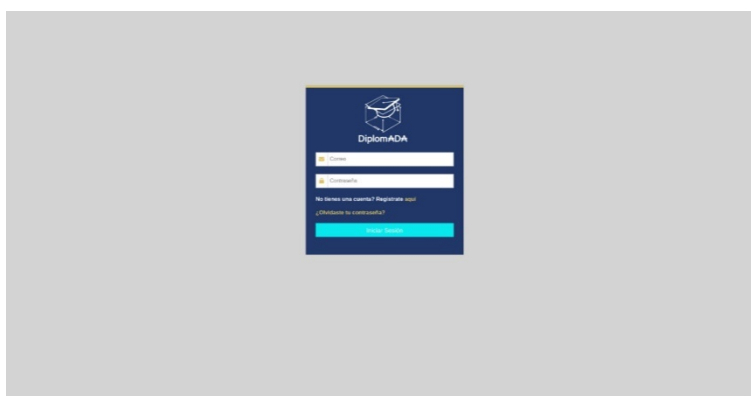 DiplomADA
Correo
Contraseña
No tienes una cuenta? Registrate aquí
¿Olvidaste tu contraseña?
Iniciar Sesión